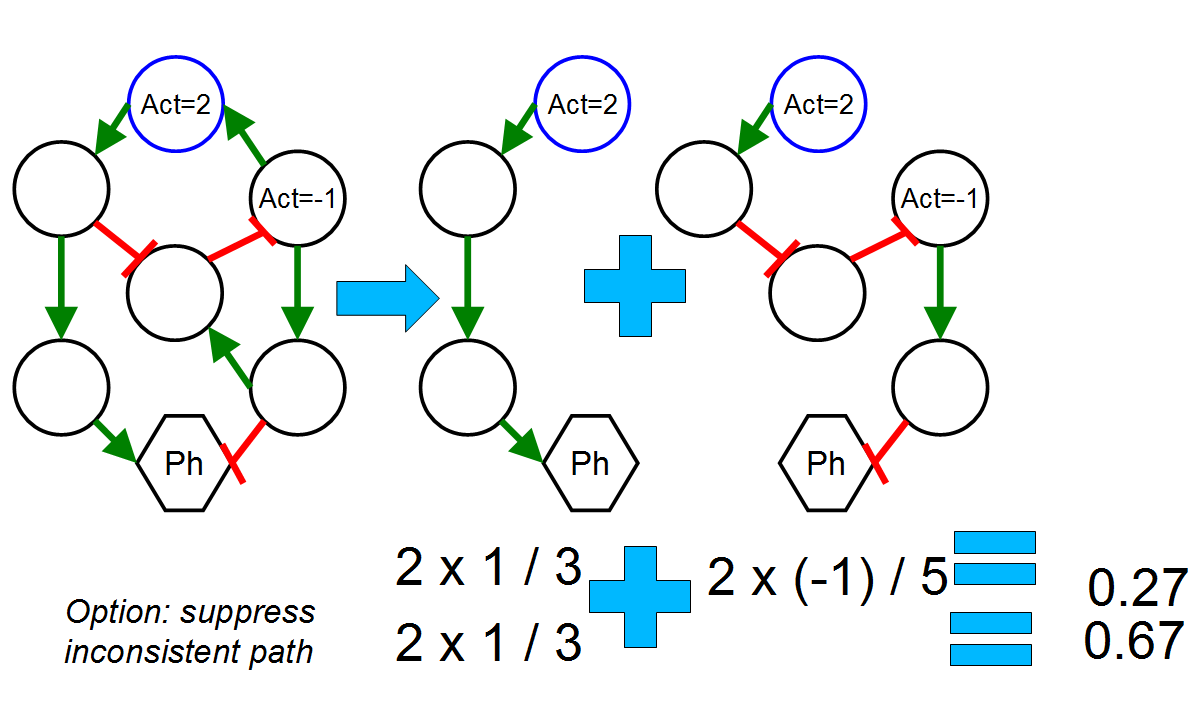 Act=2
Act=2
Act=2
Act=-1
Act=-1
Ph
Ph
Ph
2 x 1 / 3
2 x (-1) / 5
0.27
Option: suppress
inconsistent path
2 x 1 / 3
0.67